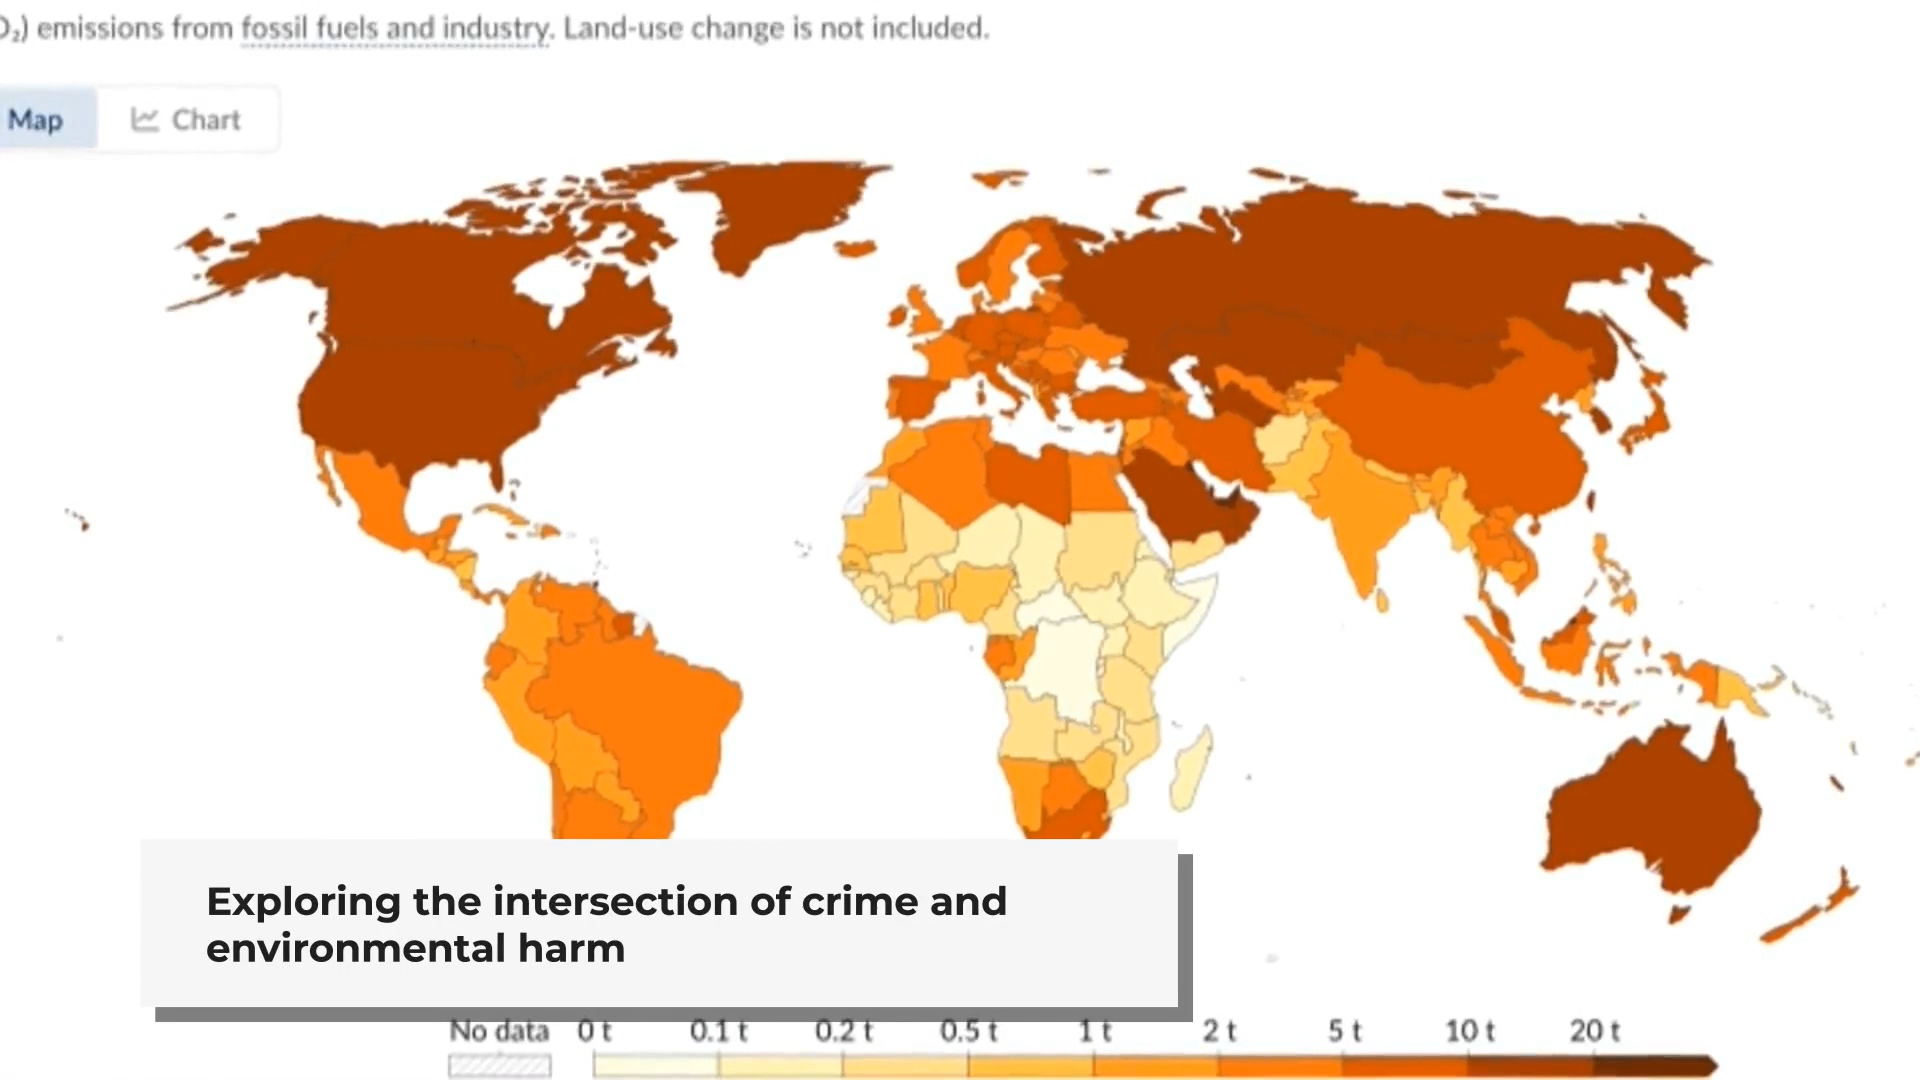 ) emissions from fossil fuels and industry. Land-use change is not included.
Map
Chart
Exploring the intersection of crime and
environmental harm
No data 0 t 0.1 t 0.2 t 0.5 t 1 t 2 t 5 t 10 t 20 t